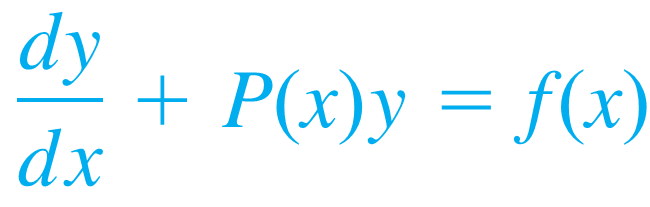 dy/dx + P(x)y = f(x)